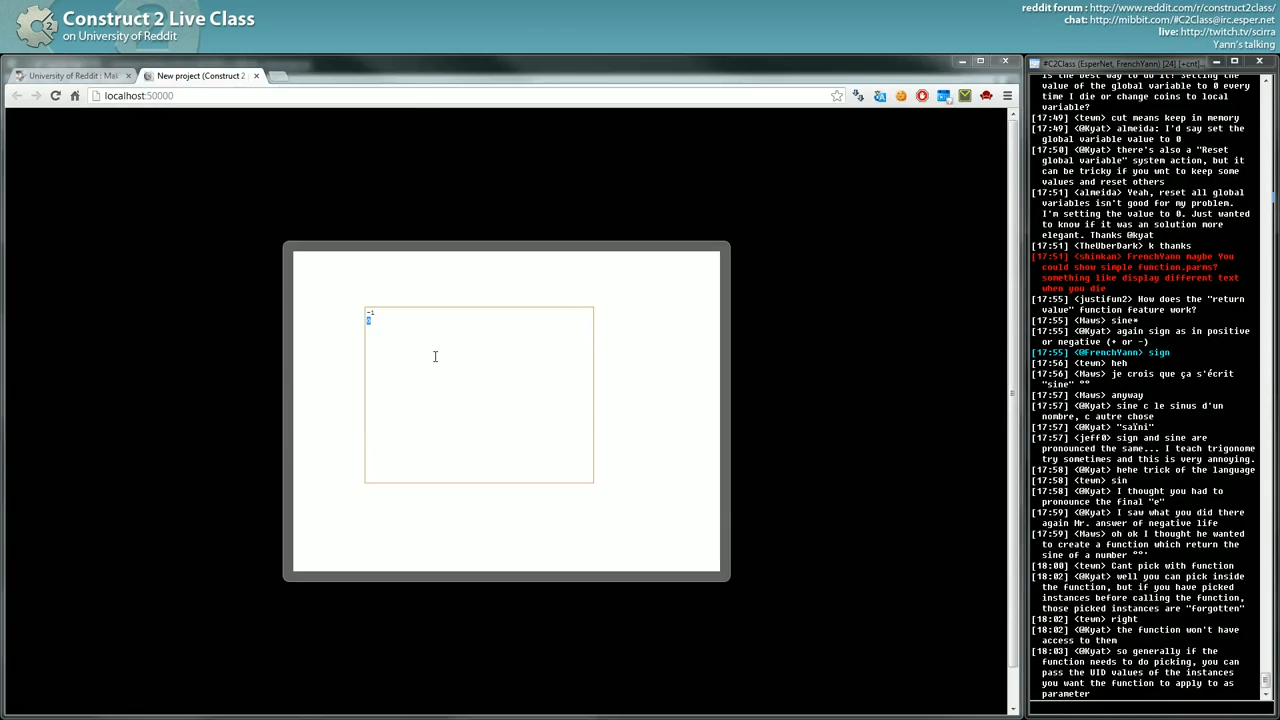 Construct 2 Live Class
on University of Reddit
reddit forum : http://www.reddit.com/r/construct2class/
chat: http://mibbit.com/#C2Class@irc.esper.net
live: http://twitch.tv/scirra
Yann's talking
University of Reddit : Mak
New project (Construct 2
localhost:50000
-1
0
#C2Class (EsperNet, FrenchYann) [24] [+cnt]...
is the best way to do it? Setting the
value of the global variable to 0 every
time I die or change coins to local
variable?
[17:49] <tewn> cut means keep in memory
[17:49] <@Kyat> almeida: I'd say set the
global variable value to 0
[17:50] <@Kyat> there's also a "Reset
global variable" system action, but it
can be tricky if you wnt to keep some
values and reset others
[17:51] <almeida> Yeah, reset all global
variables isn't good for my problem.
I'm setting the value to 0. Just wanted
to know if it was an solution more
elegant. Thanks @kyat
[17:51] <TheUberDark> k thanks
[17:51] <shinkan> FrenchYann maybe You
could show simple function.parms?
something like display different text
when you die
[17:55] <justifun2> How does the "return
value" function feature work?
[17:55] <Maws> sine*
[17:55] <@Kyat> again sign as in positive
or negative (+ or -)
[17:55] <@FrenchYann> sign
[17:56] <tewn> heh
[17:56] <Maws> je crois que ça s'écrit
"sine" °°
[17:57] <Maws> anyway
[17:57] <@Kyat> sine c le sinus d'un
nombre, c autre chose
[17:57] <@Kyat> "saïni"
[17:57] <jeff0> sign and sine are
pronounced the same... I teach trigonome
try sometimes and this is very annoying.
[17:58] <@Kyat> hehe trick of the language
[17:58] <tewn> sin
[17:58] <@Kyat> I thought you had to
pronounce the final "e"
[17:59] <@Kyat> I saw what you did there
again Mr. answer of negative life
[17:59] <Maws> oh ok I thought he wanted
to create a function which return the
sine of a number °°'
[18:00] <tewn> Cant pick with function
[18:02] <@Kyat> well you can pick inside
the function, but if you have picked
instances before calling the function,
those picked instances are "forgotten"
[18:02] <tewn> right
[18:02] <@Kyat> the function won't have
access to them
[18:03] <@Kyat> so generally if the
function needs to do picking, you can
pass the UID values of the instances
you want the function to apply to as
parameter